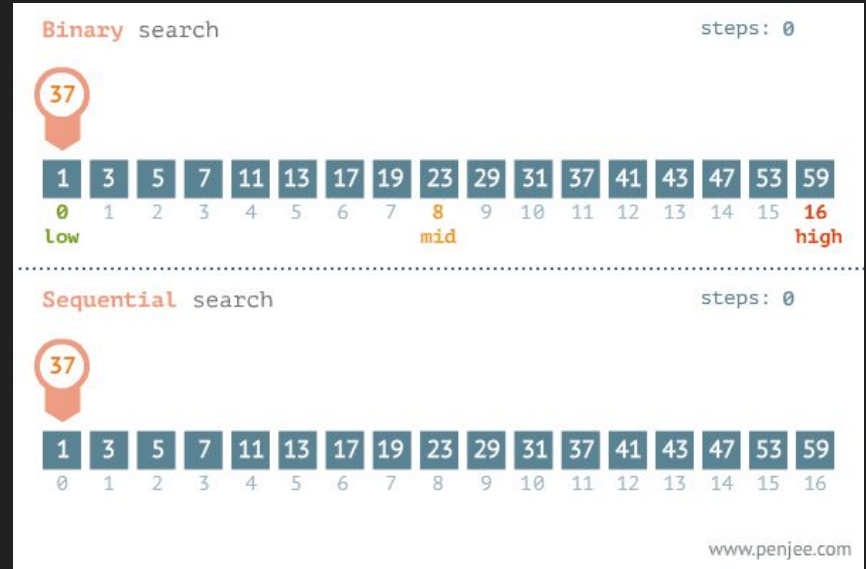 Binary search steps: 0
37
1 3 5 7 11 13 17 19 23 29 31 37 41 43 47 53 59
0 1 2 3 4 5 6 7 8 9 10 11 12 13 14 15 16
low mid high
Sequential search steps: 0
37
1 3 5 7 11 13 17 19 23 29 31 37 41 43 47 53 59
0 1 2 3 4 5 6 7 8 9 10 11 12 13 14 15 16
www.penjee.com